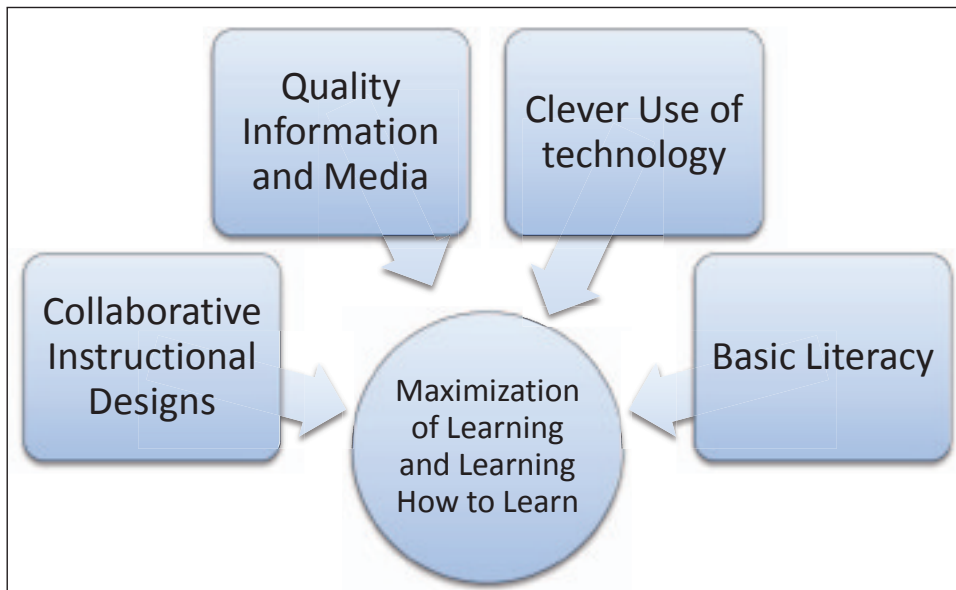 Quality
Information
and Media
Clever Use of
technology
Collaborative
Instructional
Designs
Basic Literacy
Maximization
of Learning
and Learning
How to Learn